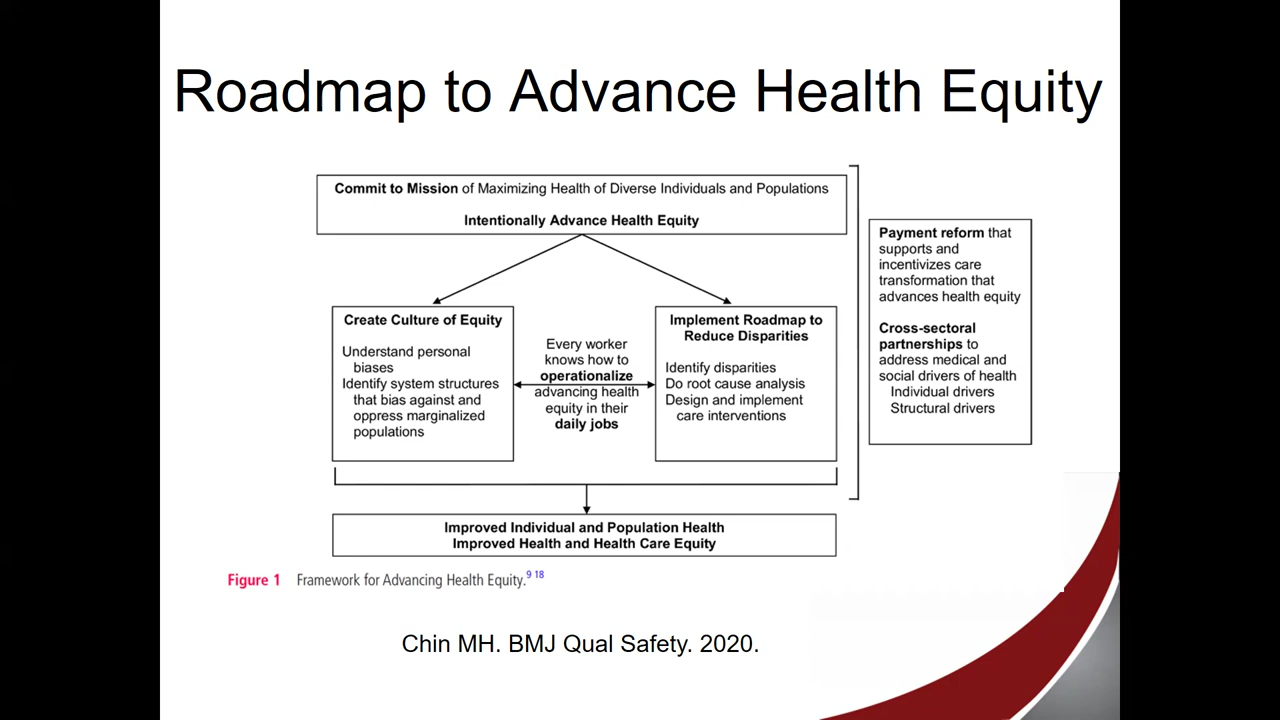 Roadmap to Advance Health Equity
Commit to Mission of Maximizing Health of Diverse Individuals and Populations
Intentionally Advance Health Equity
Create Culture of Equity
Understand personal
biases
Identify system structures
that bias against and
oppress marginalized
populations
Every worker
knows how to
operationalize
advancing health
equity in their
daily jobs
Implement Roadmap to
Reduce Disparities
Identify disparities
Do root cause analysis
Design and implement
care interventions
Payment reform that
supports and
incentivizes care
transformation that
advances health equity
Cross-sectoral
partnerships to
address medical and
social drivers of health
Individual drivers
Structural drivers
Improved Individual and Population Health
Improved Health and Health Care Equity
Figure 1 Framework for Advancing Health Equity.9 18
Chin MH. BMJ Qual Safety. 2020.